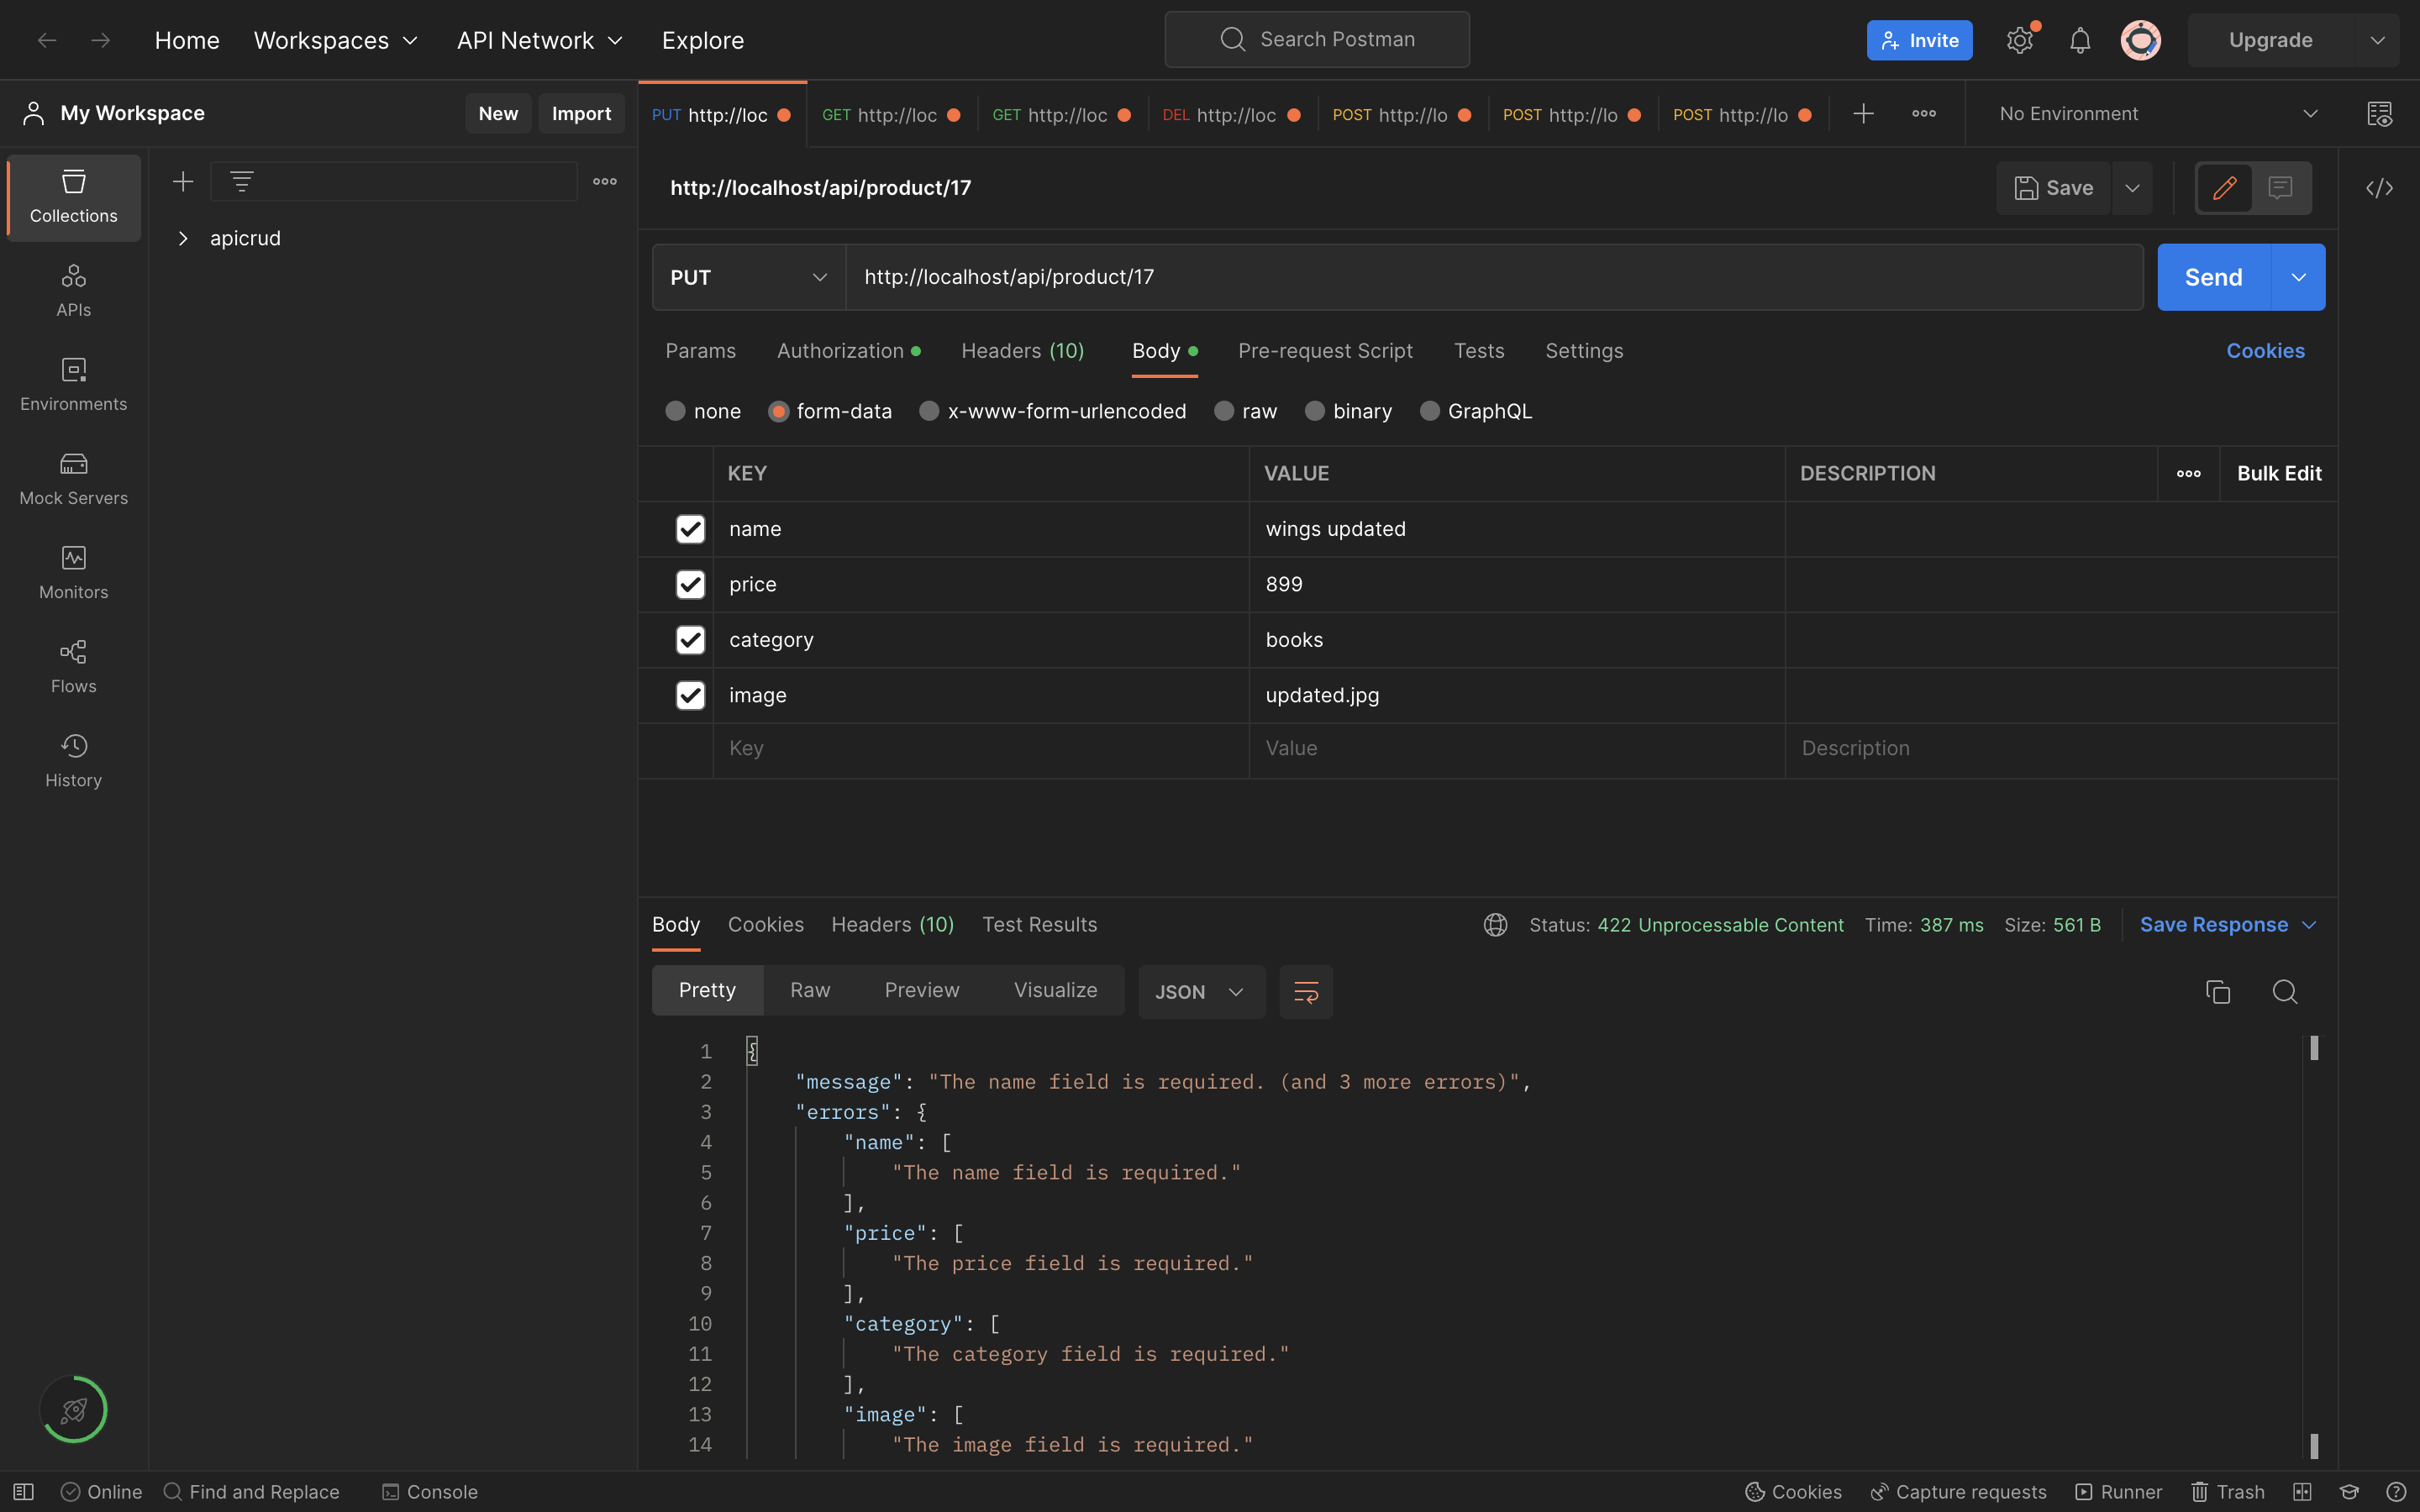 Home Workspaces API Network Explore Search Postman Invite Upgrade
My Workspace New Import
PUT http://loc GET http://loc GET http://loc DEL http://loc POST http://lo POST http://lo POST http://lo No Environment
Collections
APIs
Environments
Mock Servers
Monitors
Flows
History
apicrud
http://localhost/api/product/17 Save
PUT http://localhost/api/product/17 Send
Params Authorization Headers (10) Body Pre-request Script Tests Settings Cookies
none form-data x-www-form-urlencoded raw binary GraphQL
KEY VALUE DESCRIPTION Bulk Edit
name wings updated
price 899
category books
image updated.jpg
Key Value Description
Body Cookies Headers (10) Test Results Status: 422 Unprocessable Content Time: 387 ms Size: 561 B Save Response
Pretty Raw Preview Visualize JSON
1 {
2 "message": "The name field is required. (and 3 more errors)",
3 "errors": {
4 "name": [
5 "The name field is required."
6 ],
7 "price": [
8 "The price field is required."
9 ],
10 "category": [
11 "The category field is required."
12 ],
13 "image": [
14 "The image field is required."
Online Find and Replace Console Cookies Capture requests Runner Trash